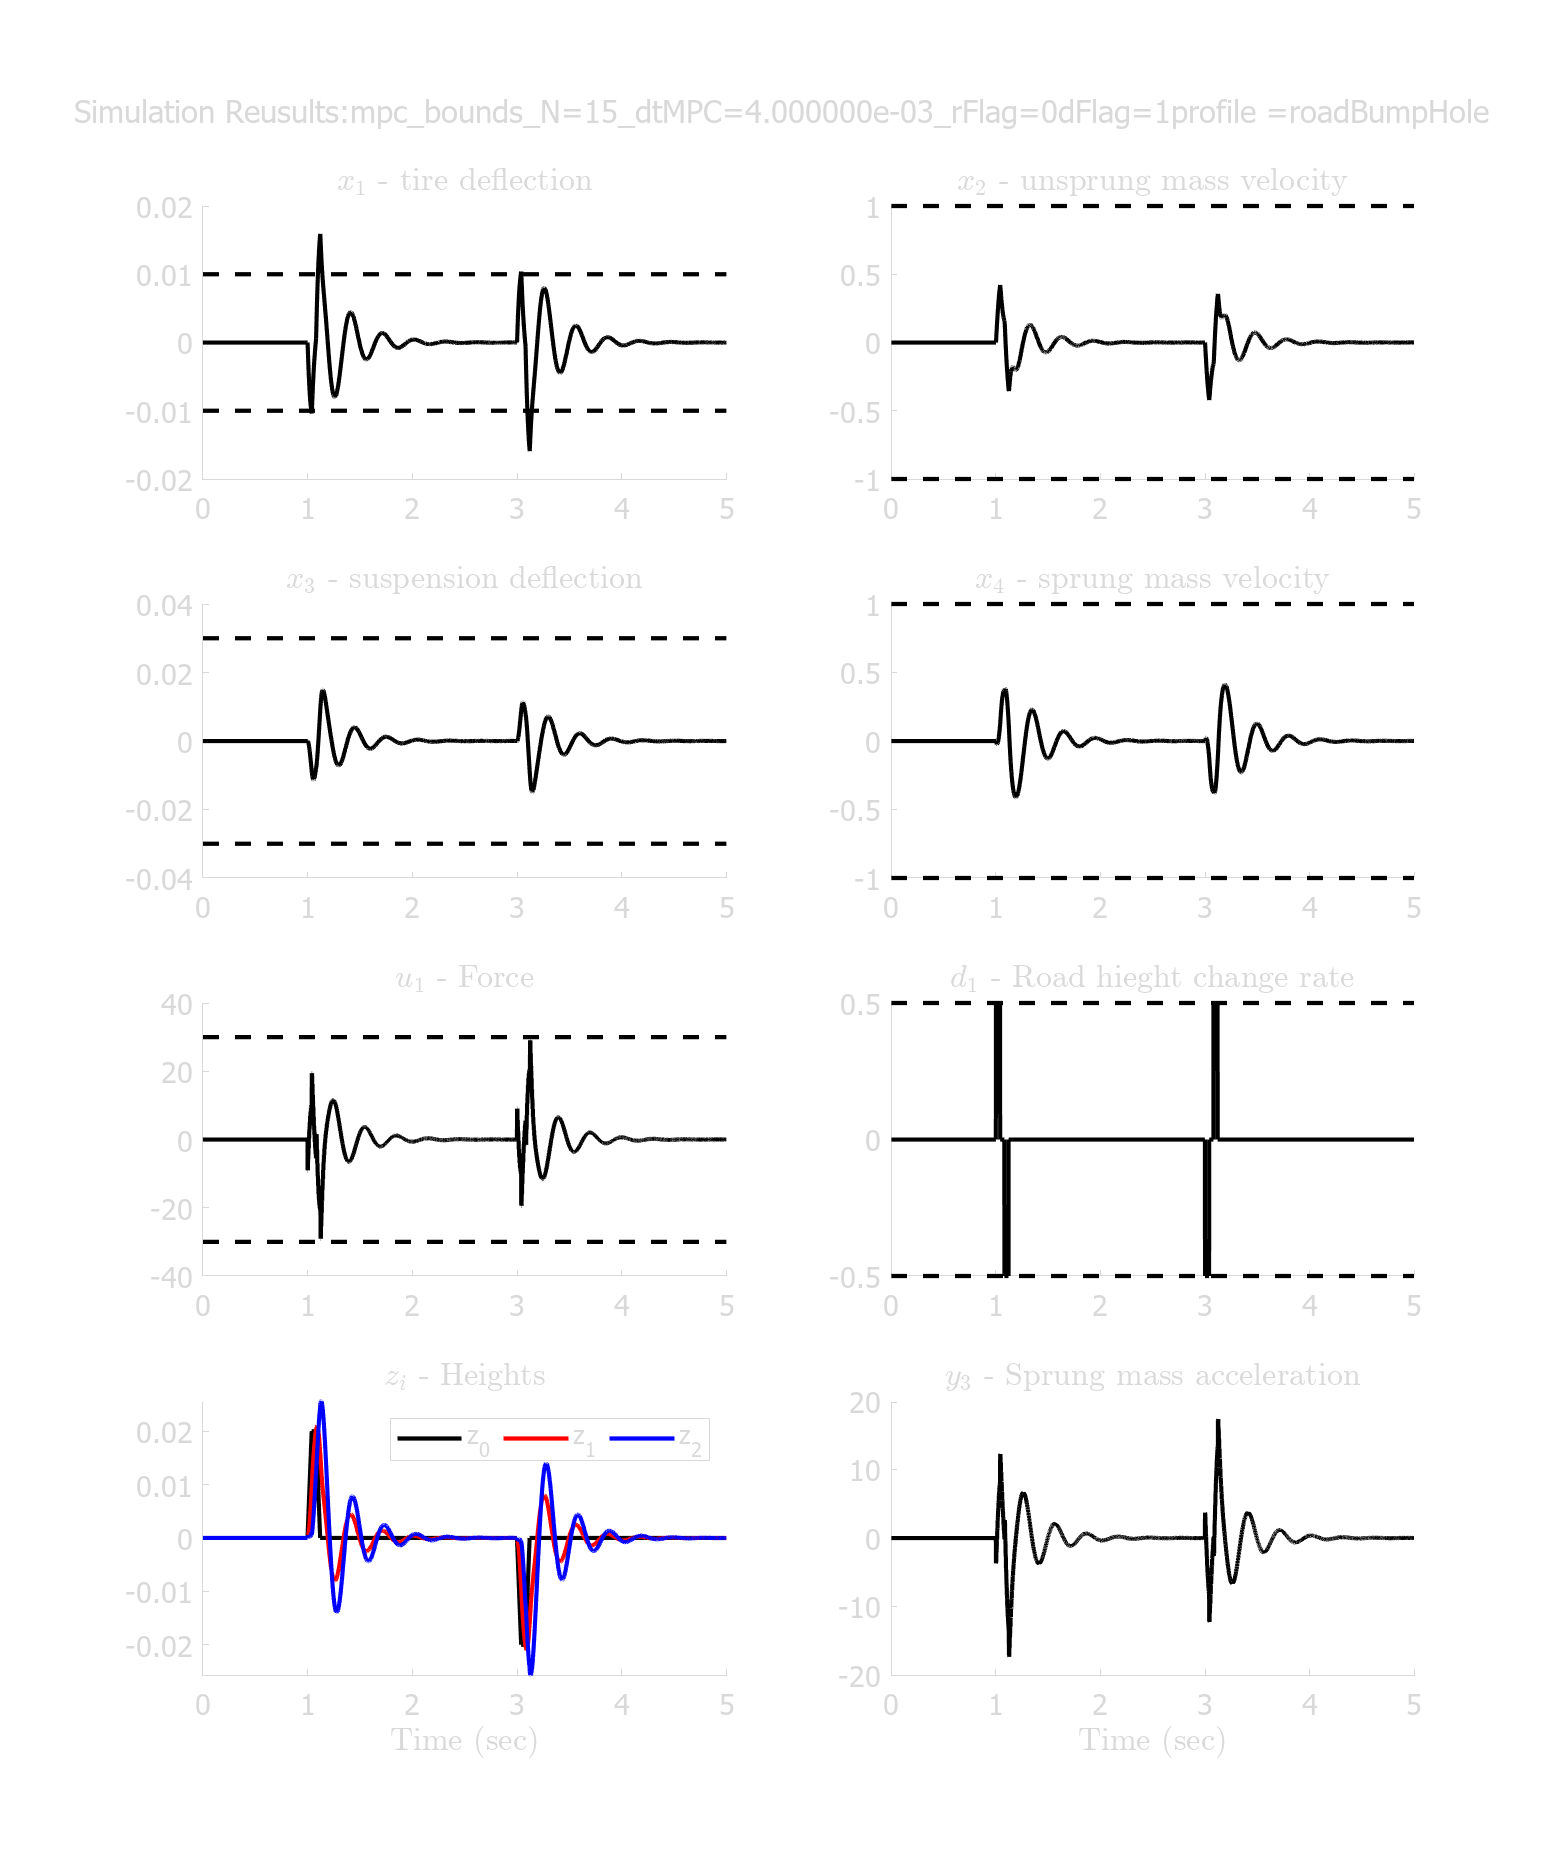 Simulation Reusults:mpc_bounds_N=15_dtMPC=4.000000e-03_rFlag=0dFlag=1profile =roadBumpHole
x1 - tire deflection
0.02
0.01
0
-0.01
-0.02
0 1 2 3 4 5
x2 - unsprung mass velocity
1
0.5
0
-0.5
-1
0 1 2 3 4 5
x3 - suspension deflection
0.04
0.02
0
-0.02
-0.04
0 1 2 3 4 5
x4 - sprung mass velocity
1
0.5
0
-0.5
-1
0 1 2 3 4 5
u1 - Force
40
20
0
-20
-40
0 1 2 3 4 5
d1 - Road hieght change rate
0.5
0
-0.5
0 1 2 3 4 5
zi - Heights
z0 z1 z2
0.02
0.01
0
-0.01
-0.02
0 1 2 3 4 5
Time (sec)
y3 - Sprung mass acceleration
20
10
0
-10
-20
0 1 2 3 4 5
Time (sec)